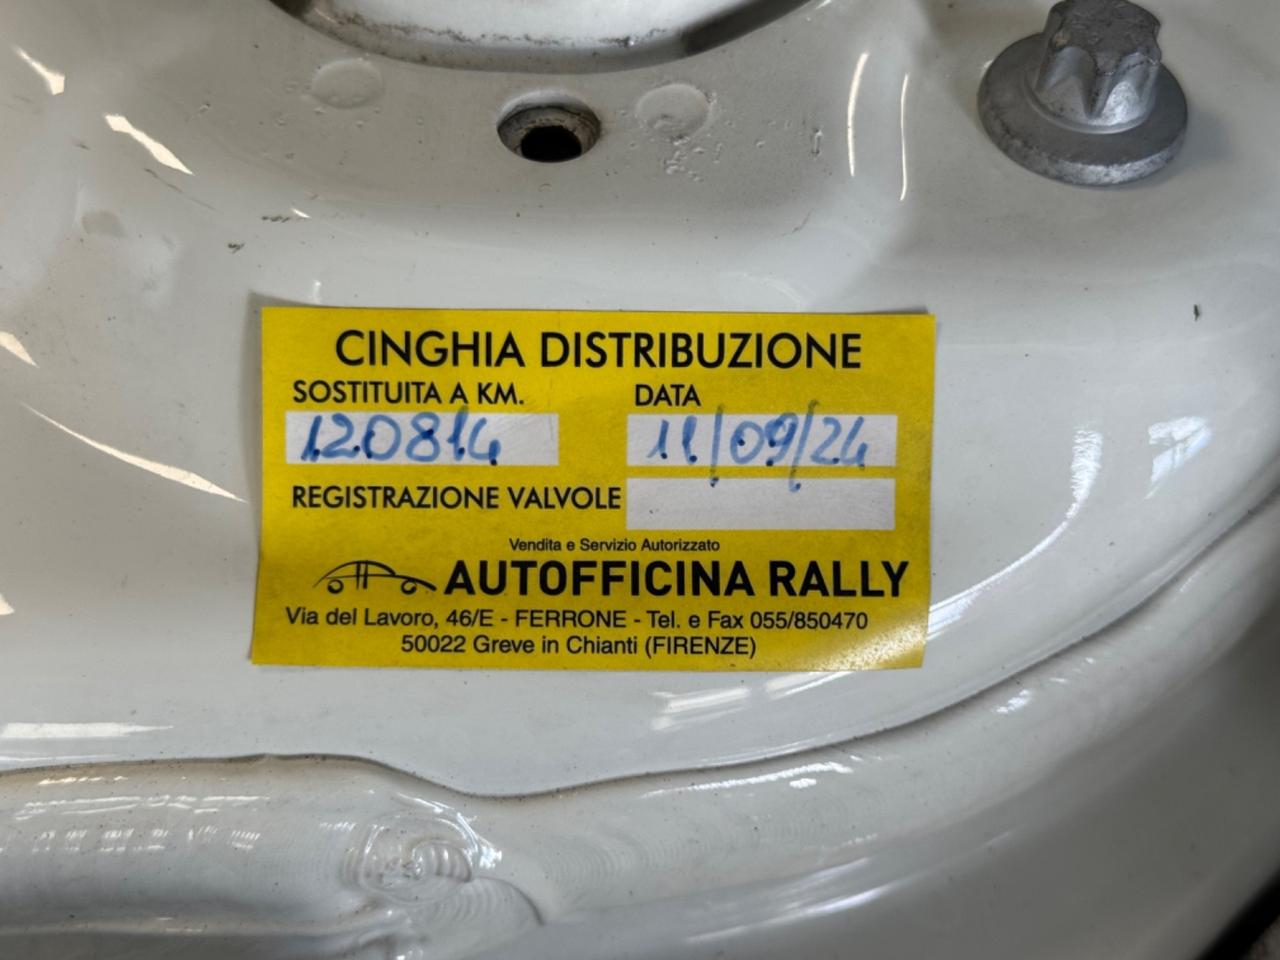 CINGHIA DISTRIBUZIONE
SOSTITUITA A KM. DATA
120814 11/09/24
REGISTRAZIONE VALVOLE
Vendita e Servizio Autorizzato
AUTOFFICINA RALLY
Via del Lavoro, 46/E - FERRONE - Tel. e Fax 055/850470
50022 Greve in Chianti (FIRENZE)